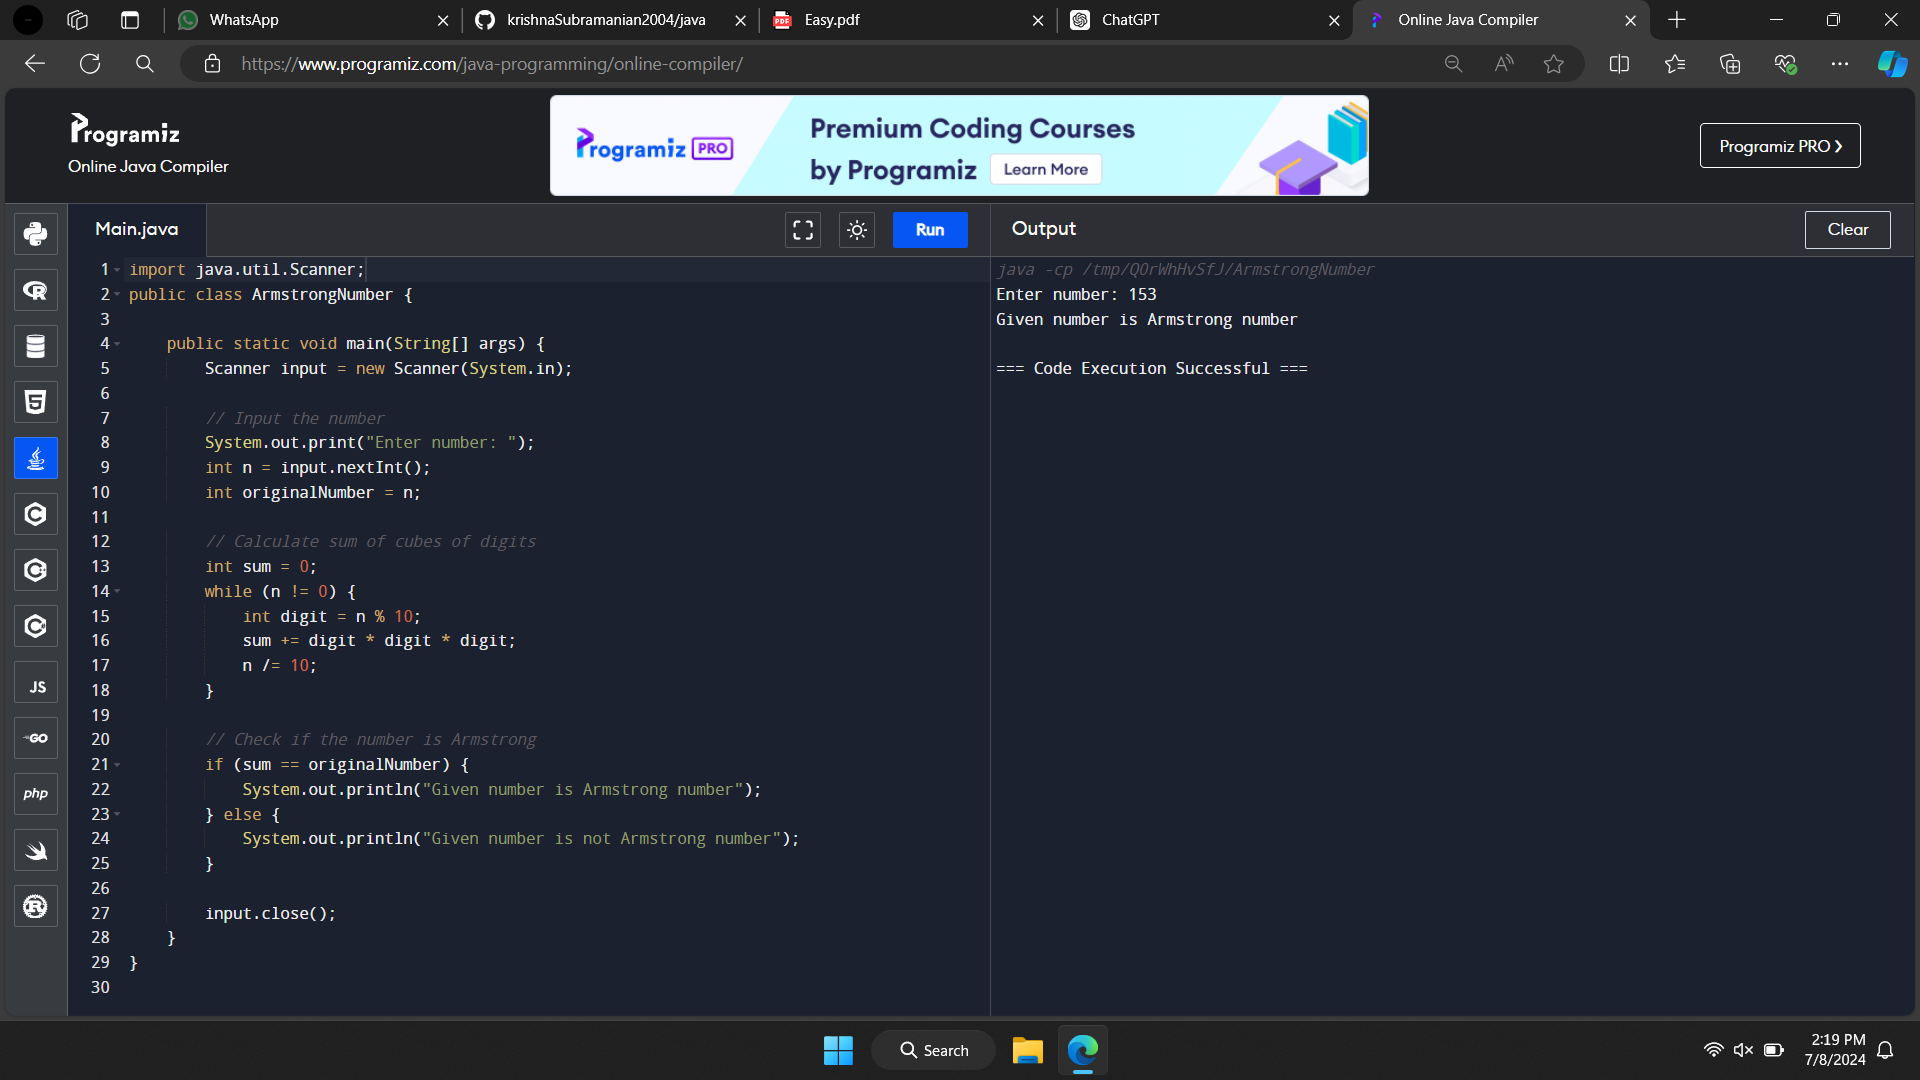 WhatsApp
krishnaSubramanian2004/java
Easy.pdf
ChatGPT
Online Java Compiler
https://www.programiz.com/java-programming/online-compiler/
Programiz
Online Java Compiler
Programiz PRO
Premium Coding Courses
by Programiz
Learn More
Programiz PRO
Main.java
Run
Output
Clear
1 import java.util.Scanner;
2 public class ArmstrongNumber {
3
4 public static void main(String[] args) {
5 Scanner input = new Scanner(System.in);
6
7 // Input the number
8 System.out.print("Enter number: ");
9 int n = input.nextInt();
10 int originalNumber = n;
11
12 // Calculate sum of cubes of digits
13 int sum = 0;
14 while (n != 0) {
15 int digit = n % 10;
16 sum += digit * digit * digit;
17 n /= 10;
18 }
19
20 // Check if the number is Armstrong
21 if (sum == originalNumber) {
22 System.out.println("Given number is Armstrong number");
23 } else {
24 System.out.println("Given number is not Armstrong number");
25 }
26
27 input.close();
28 }
29 }
30
java -cp /tmp/Q0rWhHvSfJ/ArmstrongNumber
Enter number: 153
Given number is Armstrong number
=== Code Execution Successful ===
JS
GO
php
Search
2:19 PM
7/8/2024